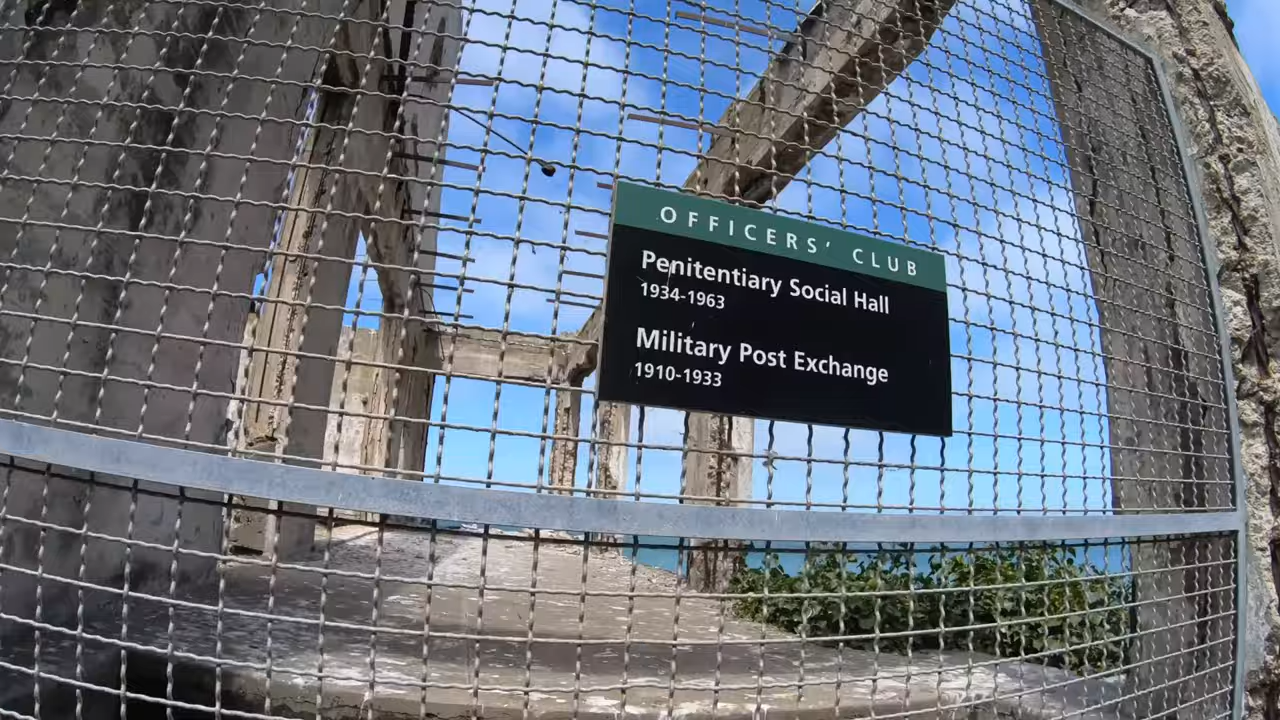 OFFICERS' CLUB
Penitentiary Social Hall
1934-1963
Military Post Exchange
1910-1933